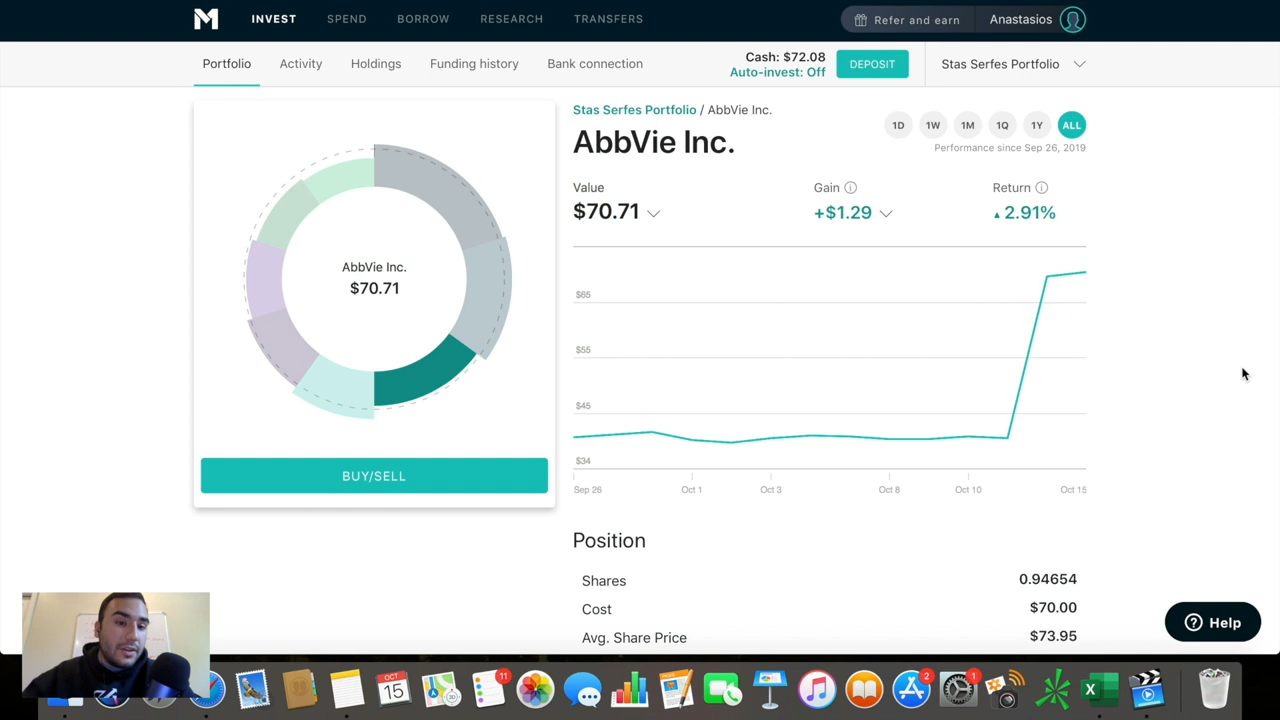 INVEST SPEND BORROW RESEARCH TRANSFERS Refer and earn Anastasios
Portfolio Activity Holdings Funding history Bank connection Cash: $72.08 DEPOSIT Stas Serfes Portfolio
Auto-invest: Off
Stas Serfes Portfolio / AbbVie Inc.
AbbVie Inc.
1D 1W 1M 1Q 1Y ALL
Performance since Sep 26, 2019
Value Gain Return
$70.71 +$1.29 2.91%
AbbVie Inc.
$70.71
BUY/SELL
$65
$55
$45
$34
Sep 26 Oct 1 Oct 3 Oct 8 Oct 10 Oct 15
Position
Shares 0.94654
Cost $70.00
Avg. Share Price $73.95
Help
OCT
15
11
2
1